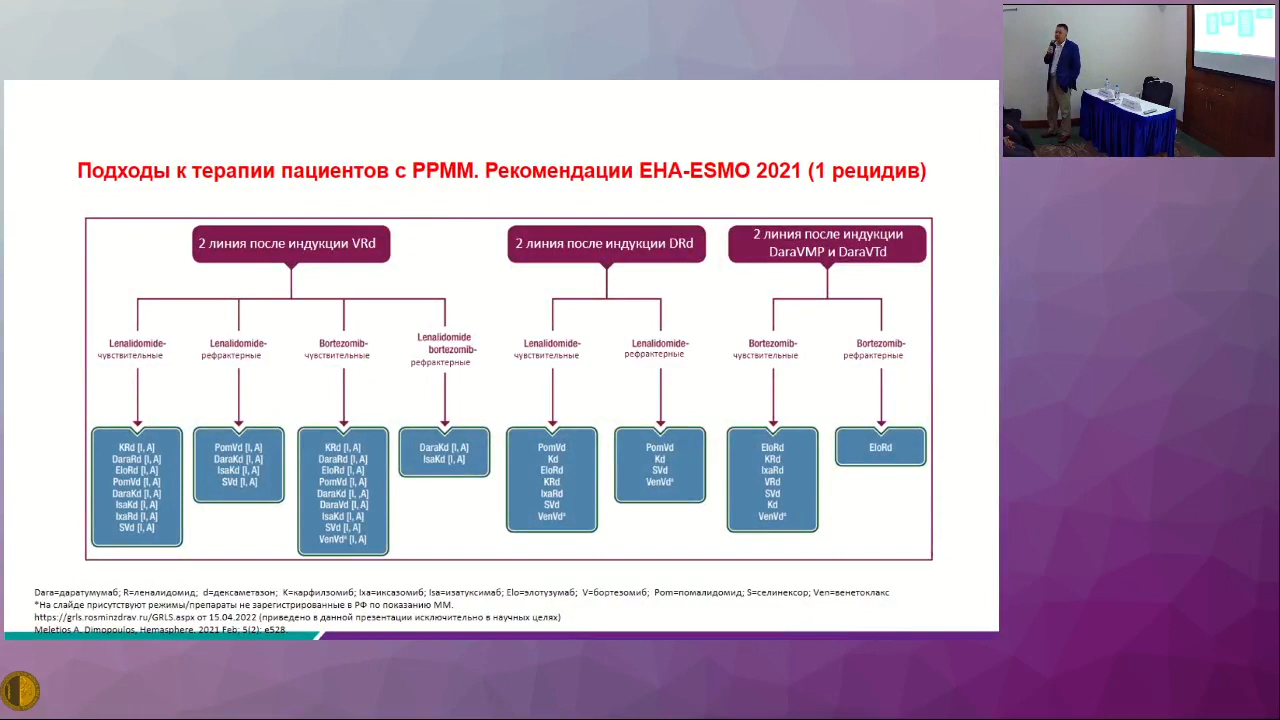 Подходы к терапии пациентов с РРММ. Рекомендации EHA-ESMO 2021 (1 рецидив)
2 линия после индукции VRd
Lenalidomide-
чувствительные
Lenalidomide-
рефрактерные
Bortezomib-
чувствительные
Lenalidomide
bortezomib-
рефрактерные
KRd [I, A]
DaraRd [I, A]
EloRd [I, A]
PomVd [I, A]
DaraKd [I, A]
IsaKd [I, A]
IxaRd [I, A]
SVd [I, A]
PomVd [I, A]
DaraKd [I, A]
IsaKd [I, A]
SVd [I, A]
KRd [I, A]
DaraRd [I, A]
EloRd [I, A]
PomVd [I, A]
DaraKd [I, ,A]
DaraVd [I, A]
IsaKd [I, A]
SVd [I, A]
VenVdᵃ [I, A]
DaraKd [I, A]
IsaKd [I, A]
2 линия после индукции DRd
Lenalidomide-
чувствительные
Lenalidomide-
рефрактерные
PomVd
Kd
EloRd
KRd
IxaRd
SVd
VenVdᵃ
PomVd
Kd
SVd
VenVdᵃ
2 линия после индукции
DaraVMP и DaraVTd
Bortezomib-
чувствительные
Bortezomib-
рефрактерные
EloRd
KRd
IxaRd
VRd
SVd
Kd
VenVdᵃ
EloRd
Dara=даратумумаб; R=леналидомид; d=дексаметазон; K=карфилзомиб; Ixa=иксазомиб; Isa=изатуксимаб; Elo=элотузумаб; V=бортезомиб; Pom=помалидомид; S=селинексор; Ven=венетоклакс
*На слайде присутствуют режимы/препараты не зарегистрированные в РФ по показанию ММ.
https://grls.rosminzdrav.ru/GRLS.aspx от 15.04.2022 (приведено в данной презентации исключительно в научных целях)
Meletios A. Dimopoulos, Hemasphere. 2021 Feb; 5(2): e528.